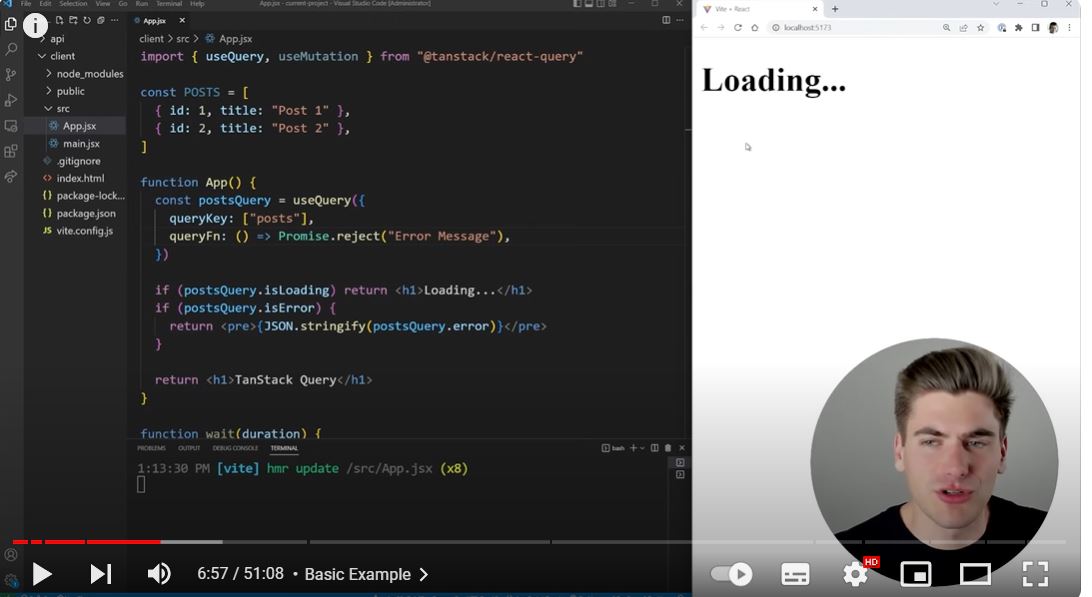 File Edit Selection View Go Run Terminal Help
App.jsx - current-project - Visual Studio Code [Administrator]
App.jsx
client > src > App.jsx
api
client
node_modules
public
src
App.jsx
main.jsx
.gitignore
index.html
package-lock...
package.json
vite.config.js
import { useQuery, useMutation } from "@tanstack/react-query"
const POSTS = [
{ id: 1, title: "Post 1" },
{ id: 2, title: "Post 2" },
]
function App() {
const postsQuery = useQuery({
queryKey: ["posts"],
queryFn: () => Promise.reject("Error Message"),
})
if (postsQuery.isLoading) return <h1>Loading...</h1>
if (postsQuery.isError) {
return <pre>{JSON.stringify(postsQuery.error)}</pre>
}
return <h1>TanStack Query</h1>
}
function wait(duration) {
PROBLEMS OUTPUT DEBUG CONSOLE TERMINAL
bash
1:13:30 PM [vite] hmr update /src/App.jsx (x8)
Vite + React
localhost:5173
Loading...
6:57 / 51:08 • Basic Example
HD